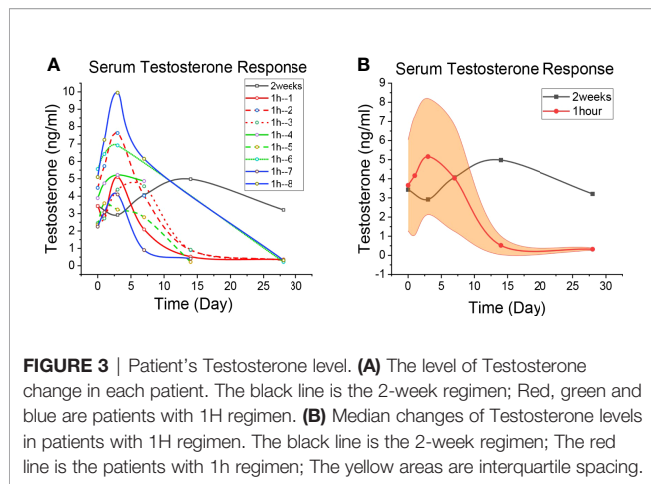 A
Serum Testosterone Response
Testosterone (ng/ml)
10
9
8
7
6
5
4
3
2
1
0
0 5 10 15 20 25 30
Time (Day)
2weeks
1h--1
1h--2
1h--3
1h--4
1h--5
1h--6
1h--7
1h--8
B
Serum Testosterone Response
Testosterone (ng/ml)
9
8
7
6
5
4
3
2
1
0
-1
0 5 10 15 20 25 30
Time (Day)
2weeks
1hour
FIGURE 3 | Patient's Testosterone level. (A) The level of Testosterone
change in each patient. The black line is the 2-week regimen; Red, green and
blue are patients with 1H regimen. (B) Median changes of Testosterone levels
in patients with 1H regimen. The black line is the 2-week regimen; The red
line is the patients with 1h regimen; The yellow areas are interquartile spacing.